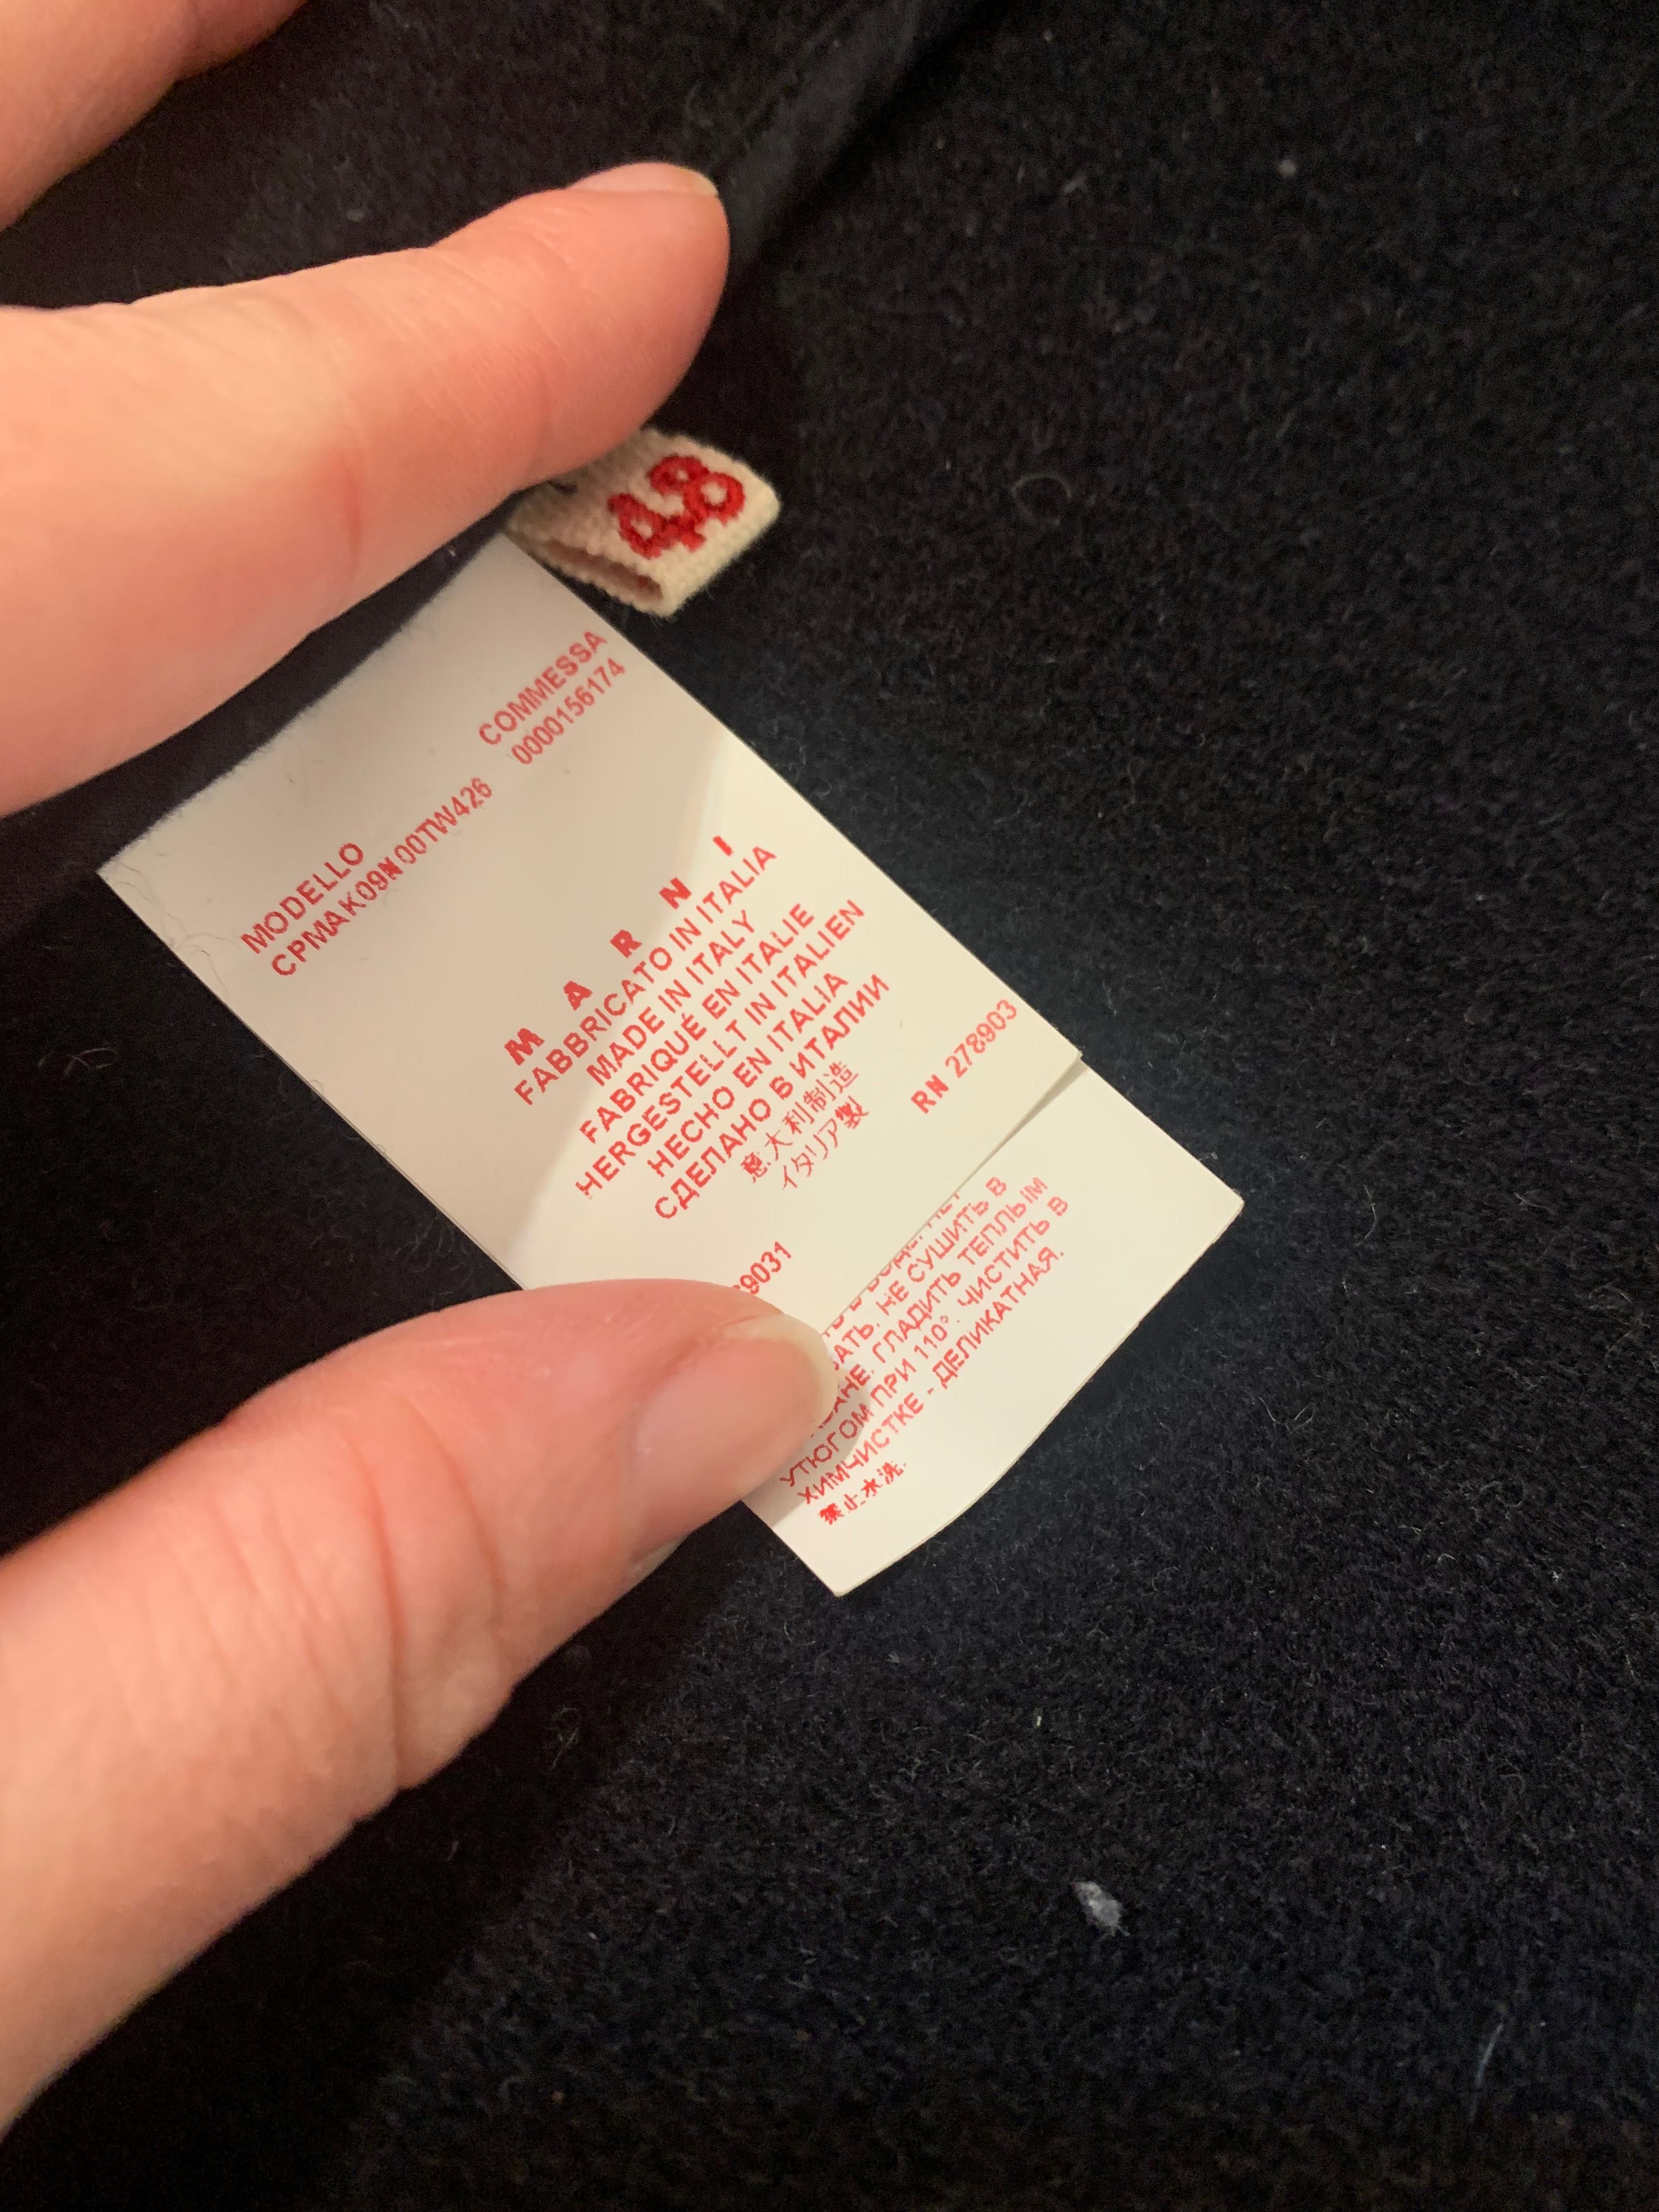 48
MODELLO
CPMAK09N00TW426
COMMESSA
0000156174
M A R N I
FABBRICATO IN ITALIA
MADE IN ITALY
FABRIQUÉ EN ITALIE
HERGESTELLT IN ITALIEN
HECHO EN ITALIA
СДЕЛАНО В ИТАЛИИ
意大利制造
イタリア製
RN 278903
9031
НЕ СУШИТЬ В
ГЛАДИТЬ ТЕПЛЫМ
УТЮГОМ ПРИ 110°. ЧИСТИТЬ В
ХИМЧИСТКЕ - ДЕЛИКАТНАЯ.
禁止水洗.